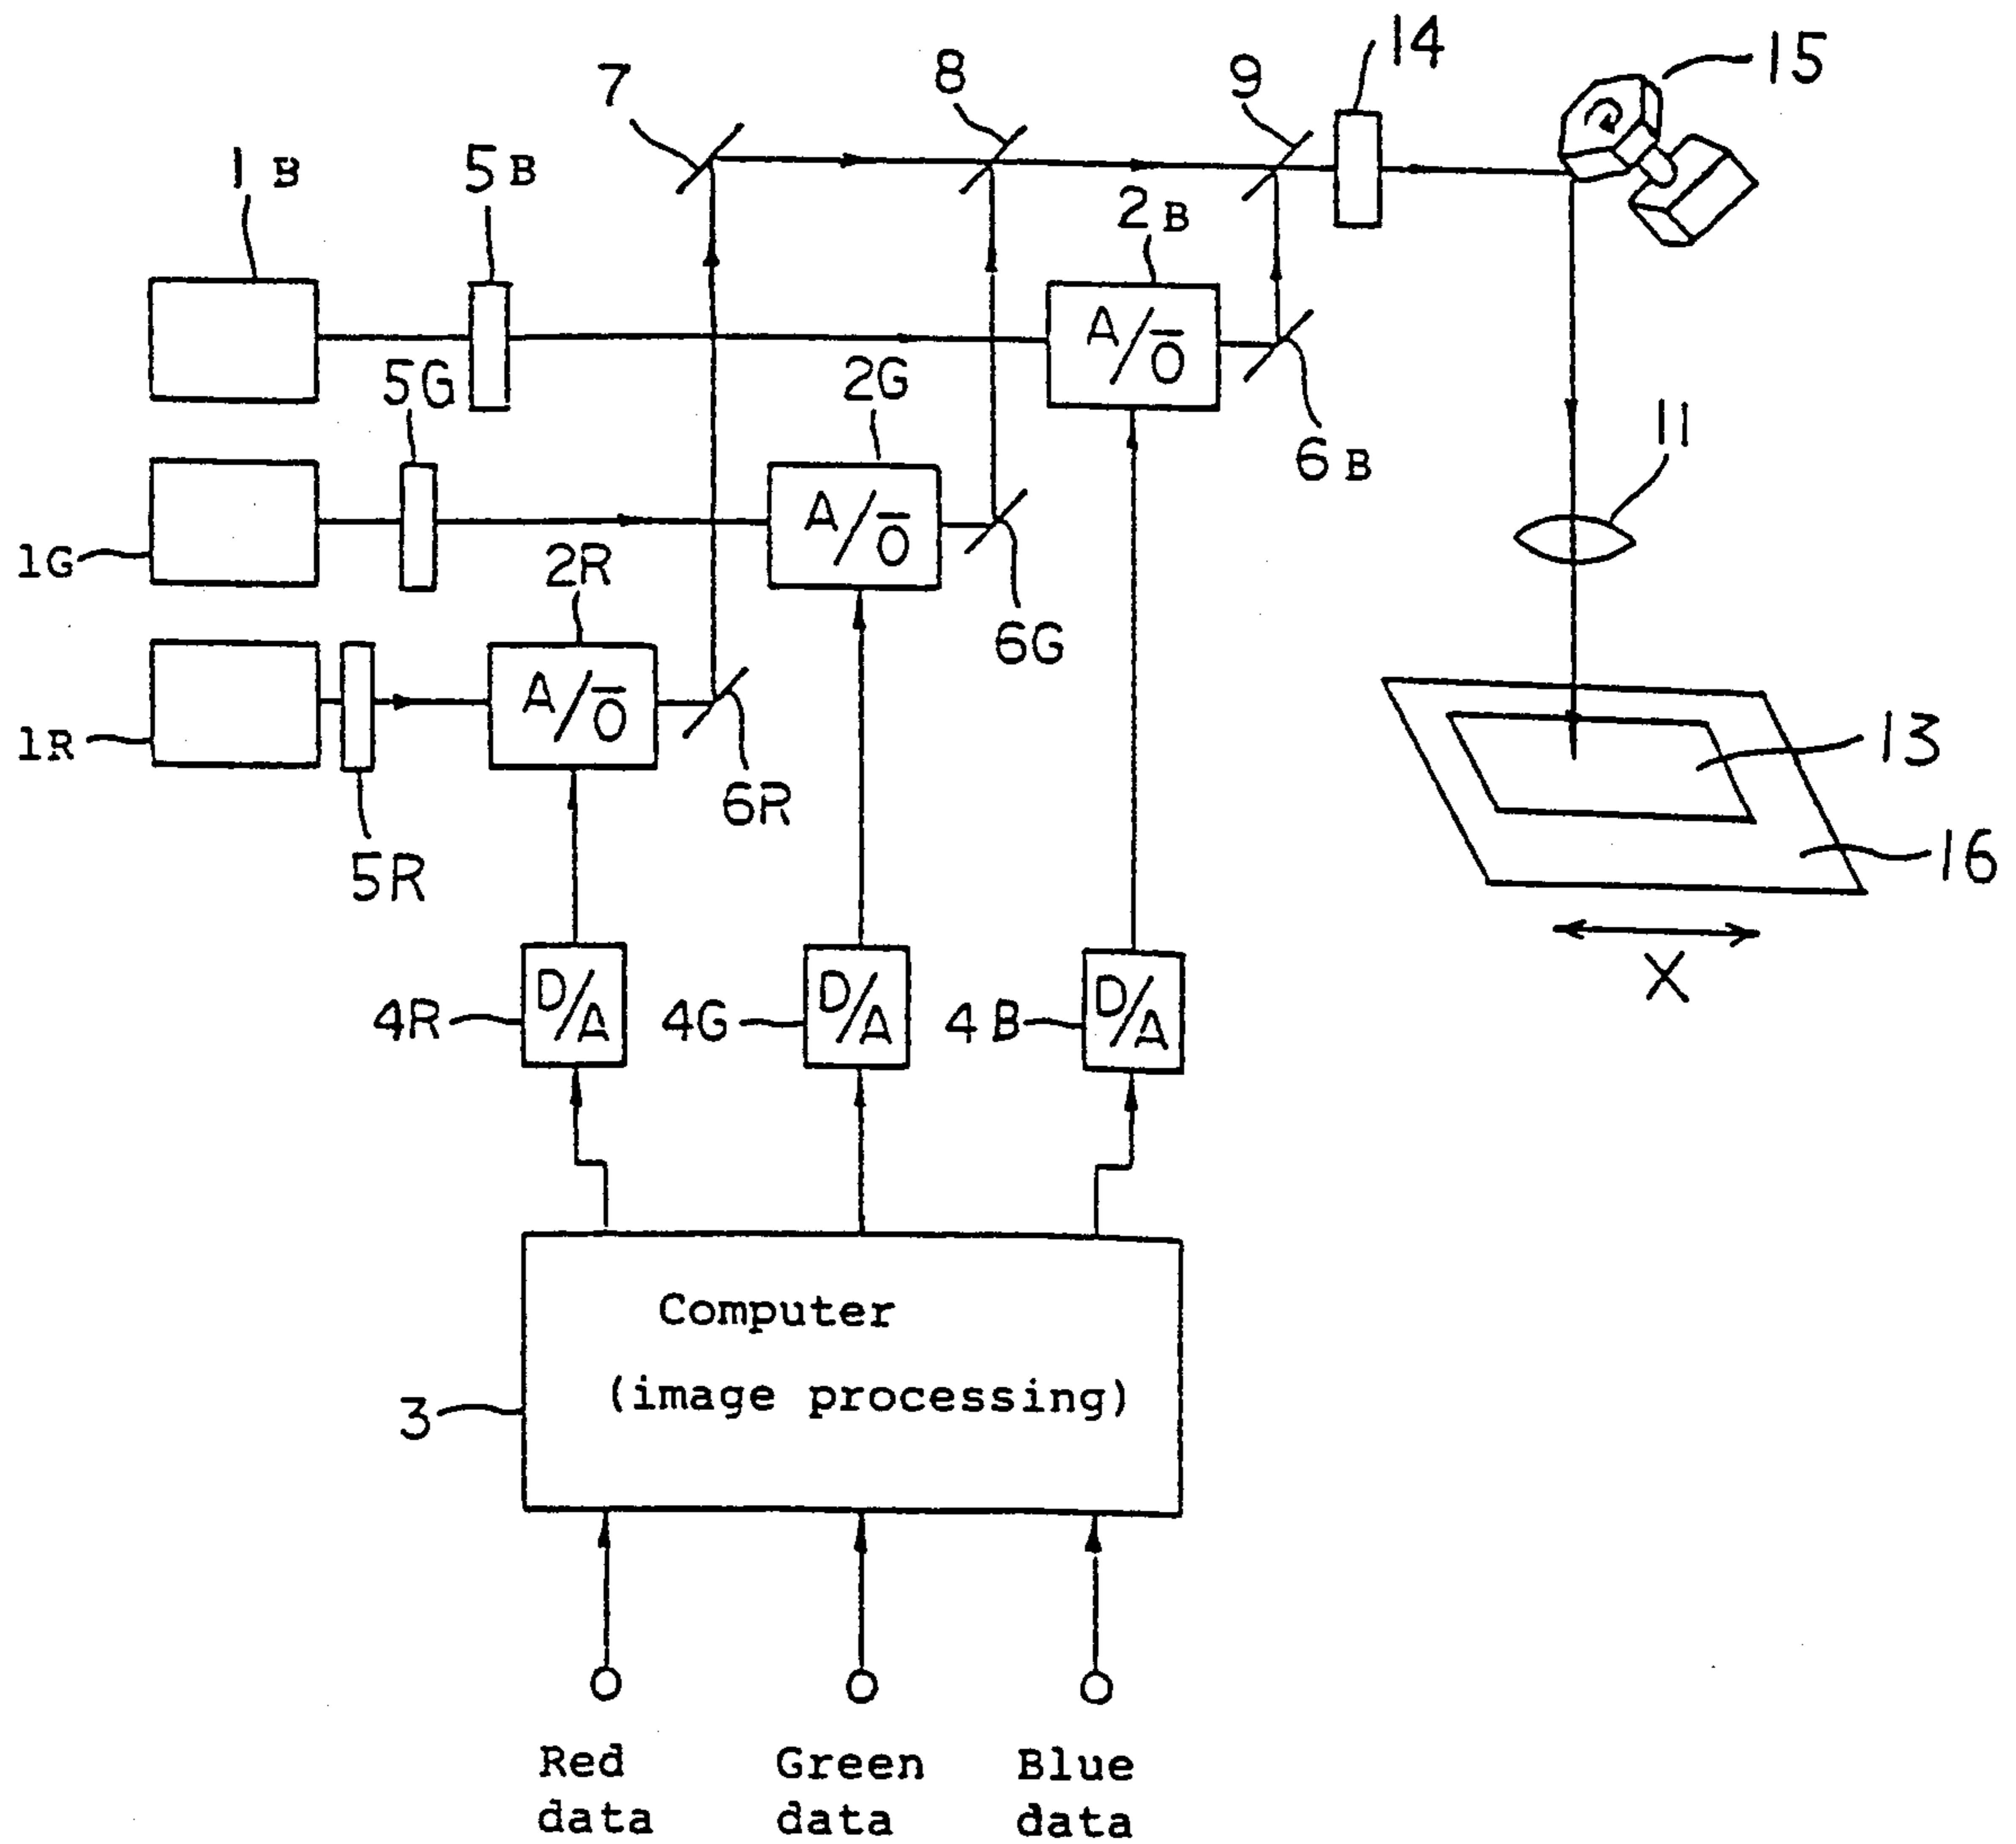 14
15
7
8
9
1B
5B
2B
A/O̅
5G
2G
11
6B
A/O̅
1G
2R
6G
A/O̅
13
1R
6R
5R
16
X
4R
D/A
4G
D/A
4B
D/A
Computer
(image processing)
3
Red
data
Green
data
Blue
data